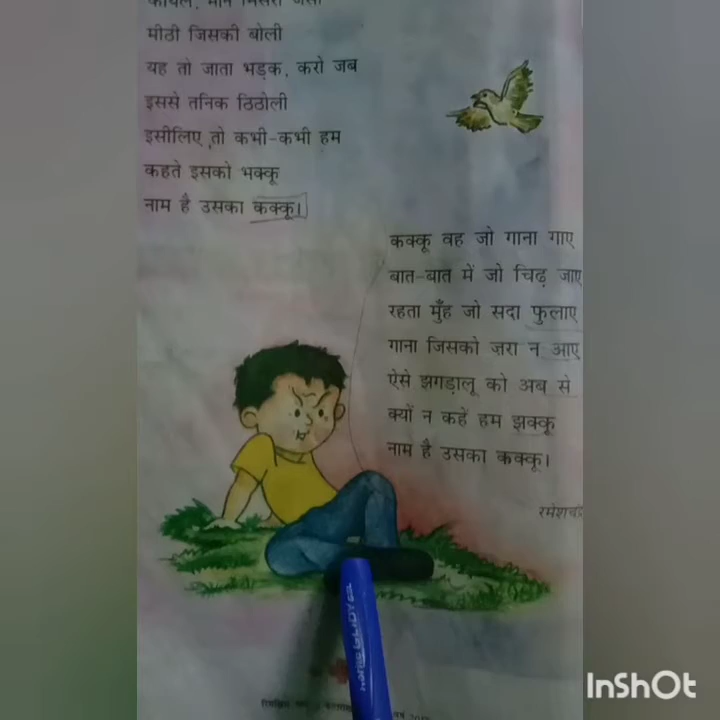 मीठी जिसकी बोली
यह तो जाता भड़क, करो जब
इससे तनिक ठिठोली
इसीलिए तो कभी-कभी हम
कहते इसको भक्कू
नाम है उसका कक्कू।
कक्कू वह जो गाना गाए
बात-बात में जो चिढ़ जाए
रहता मुँह जो सदा फुलाए
गाना जिसको ज़रा न आए
ऐसे झगड़ालू को अब से
क्यों न कहें हम झक्कू
नाम है उसका कक्कू।
InShOt